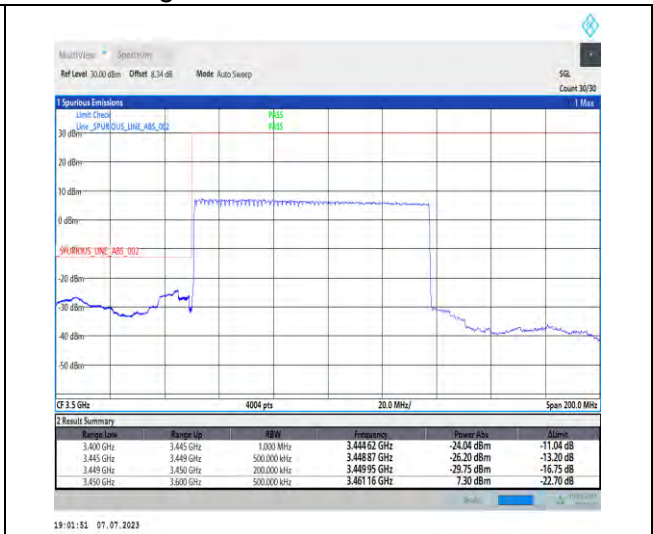 MultiView Spectrum
Ref Level 30.00 dBm Offset 8.34 dB Mode Auto Sweep SGL
Count 30/30
1 Spurious Emissions 1 Max
Limit Check PASS
Line _SPURIOUS_LINE_ABS_002 PASS
30 dBm
20 dBm
10 dBm
0 dBm
_SPURIOUS_LINE_ABS_002
-20 dBm
-30 dBm
-40 dBm
-50 dBm
CF 3.5 GHz 4004 pts 20.0 MHz/ Span 200.0 MHz
2 Result Summary
Range Low Range Up RBW Frequency Power Abs ΔLimit
3.400 GHz 3.445 GHz 1.000 MHz 3.444 62 GHz -24.04 dBm -11.04 dB
3.445 GHz 3.449 GHz 500.000 kHz 3.448 87 GHz -26.20 dBm -13.20 dB
3.449 GHz 3.450 GHz 200.000 kHz 3.449 95 GHz -29.75 dBm -16.75 dB
3.450 GHz 3.600 GHz 500.000 kHz 3.461 16 GHz 7.30 dBm -22.70 dB
19:01:51 07.07.2023